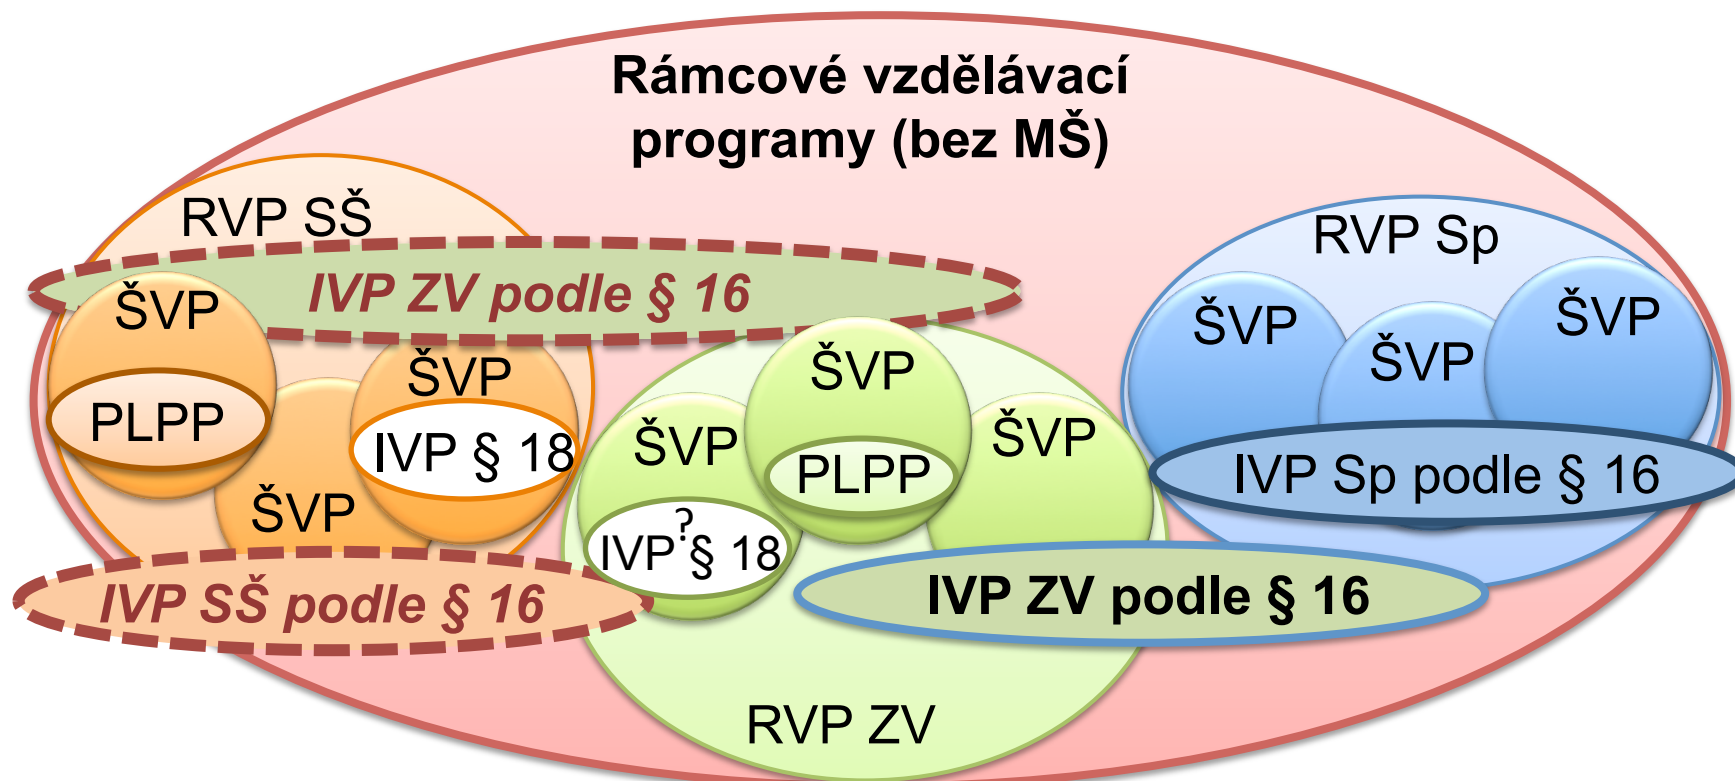 Rámcové vzdělávací
programy (bez MŠ)
RVP SŠ
IVP ZV podle § 16
ŠVP
PLPP
ŠVP
IVP § 18
ŠVP
IVP SŠ podle § 16
ŠVP
PLPP
ŠVP
?
IVP § 18
ŠVP
IVP ZV podle § 16
RVP ZV
RVP Sp
ŠVP
ŠVP
ŠVP
IVP Sp podle § 16